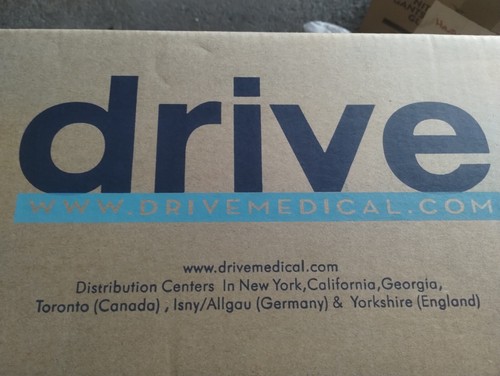 drive
WWW.DRIVEMEDICAL.COM
www.drivemedical.com
Distribution Centers In New York,California,Georgia,
Toronto (Canada) , Isny/Allgau (Germany) & Yorkshire (England)